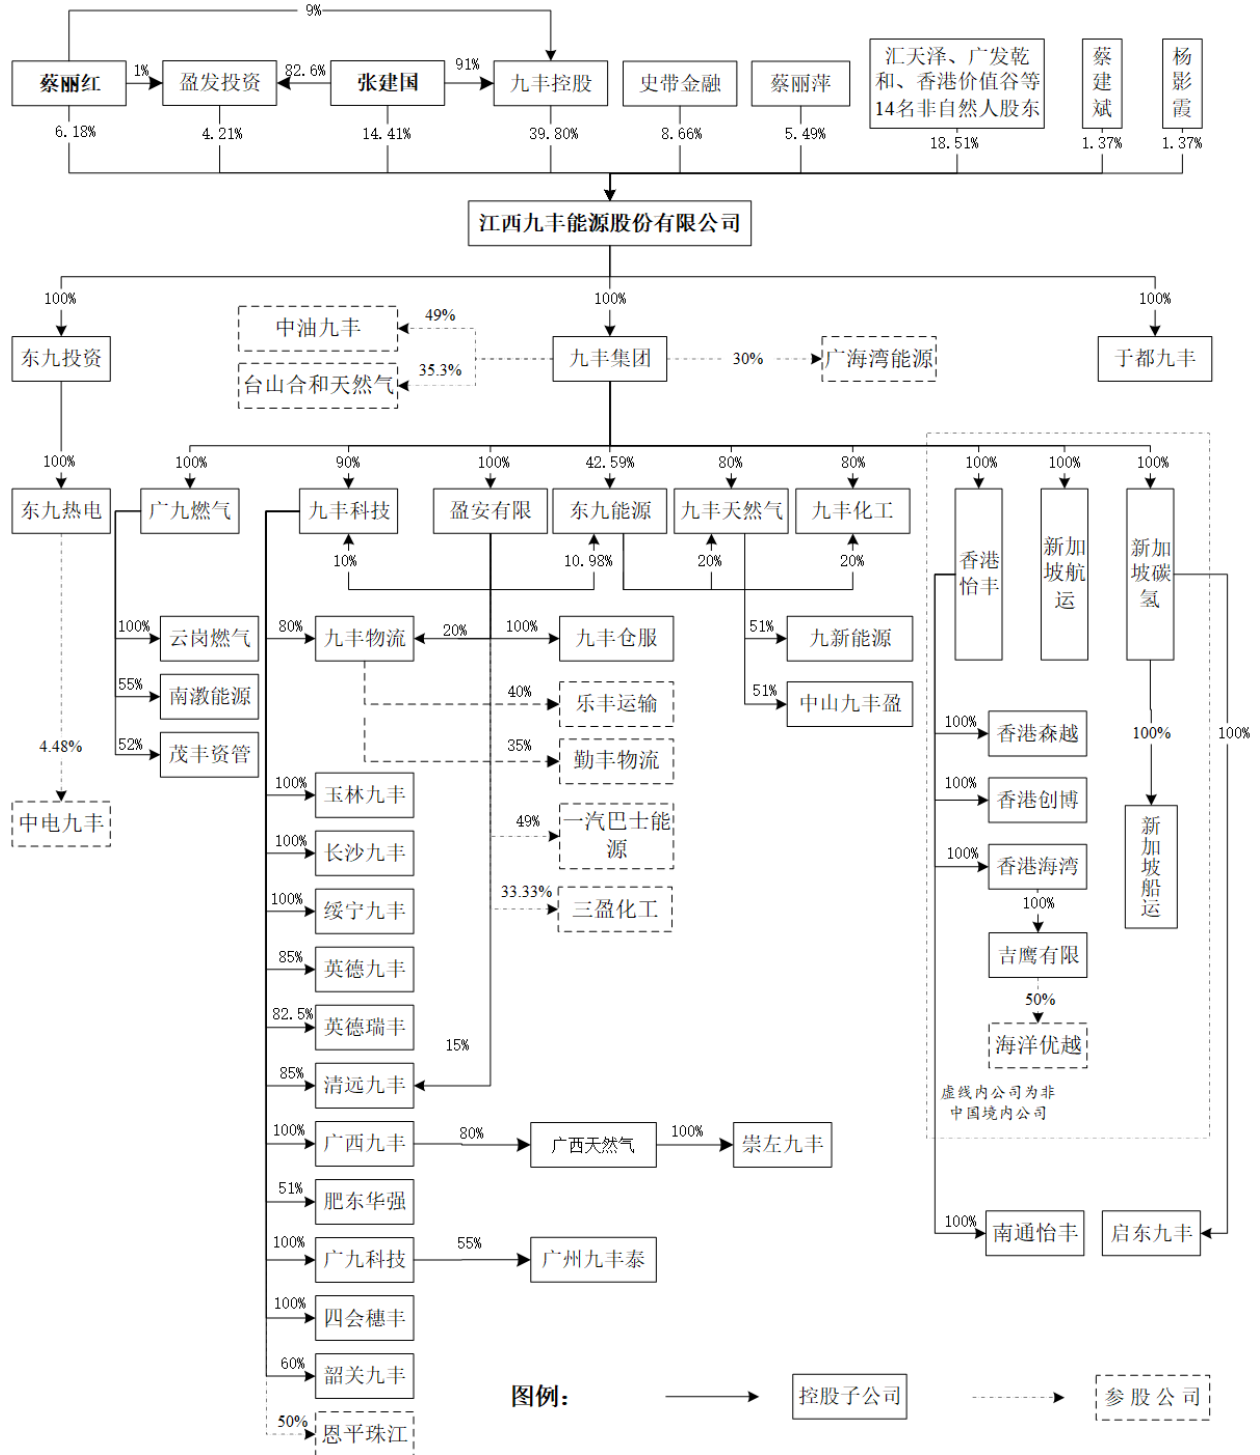 9%
蔡丽红
1%
盈发投资
82.6%
张建国
91%
九丰控股
史带金融
蔡丽萍
汇天泽、广发乾
和、香港价值谷等
14名非自然人股东
蔡
建
斌
杨
影
霞
6.18%
4.21%
14.41%
39.80%
8.66%
5.49%
18.51%
1.37%
1.37%
江西九丰能源股份有限公司
100%
100%
100%
东九投资
中油九丰
49%
台山合和天然气
35.3%
九丰集团
30%
广海湾能源
于都九丰
100%
100%
90%
100%
42.59%
80%
80%
100%
100%
100%
东九热电
广九燃气
九丰科技
盈安有限
东九能源
九丰天然气
九丰化工
香港
怡丰
新加
坡航
运
新加
坡碳
氢
10%
10.98%
20%
20%
100%
云岗燃气
80%
九丰物流
20%
100%
九丰仓服
51%
九新能源
55%
南漖能源
40%
乐丰运输
51%
中山九丰盈
4.48%
52%
茂丰资管
35%
勤丰物流
100%
香港森越
100%
100%
中电九丰
100%
玉林九丰
49%
一汽巴士能
源
100%
香港创博
新
加
坡
船
运
100%
长沙九丰
100%
香港海湾
100%
绥宁九丰
33.33%
三盈化工
100%
吉鹰有限
85%
英德九丰
50%
海洋优越
82.5%
英德瑞丰
15%
85%
清远九丰
虚线内公司为非
中国境内公司
100%
广西九丰
80%
广西天然气
100%
崇左九丰
51%
肥东华强
100%
南通怡丰
启东九丰
100%
广九科技
55%
广州九丰泰
100%
四会穗丰
60%
韶关九丰
50%
恩平珠江
图例：
控股子公司
参股公司